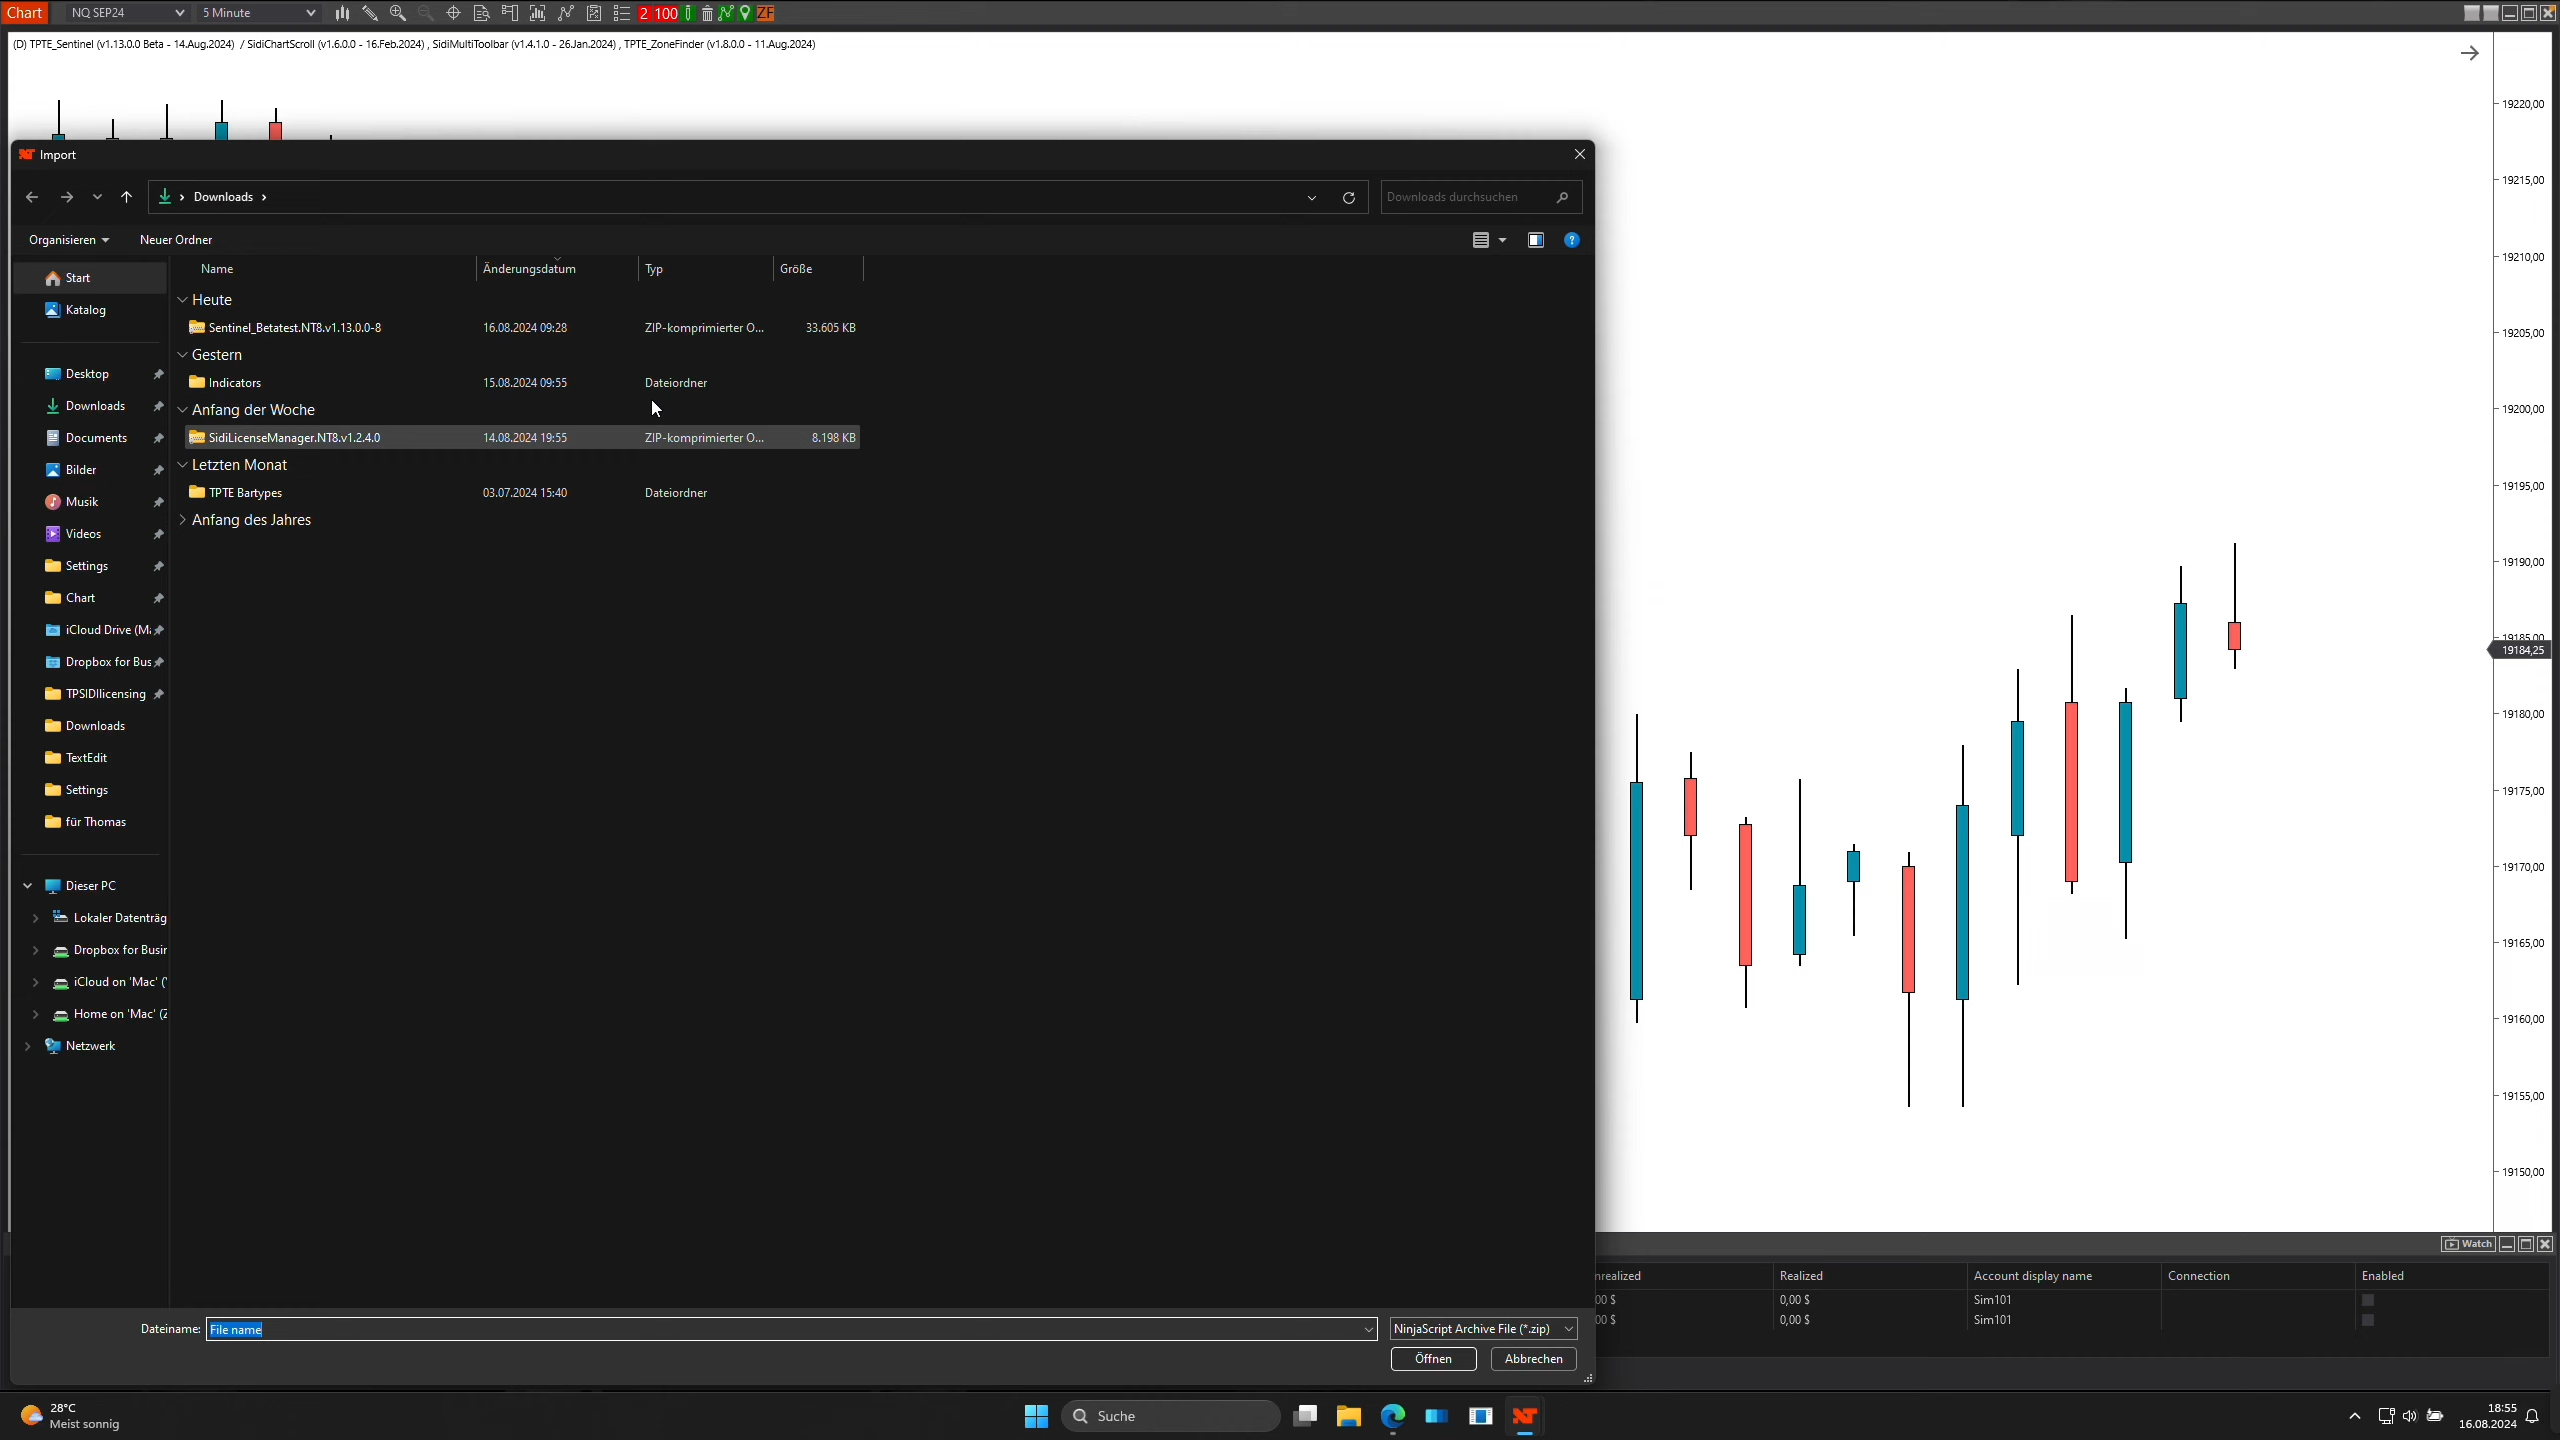 Chart NQ SEP24 5 Minute 2 100 ZF
(D) TPTE_Sentinel (v1.13.0.0 Beta - 14.Aug.2024) / SidiChartScroll (v1.6.0.0 - 16.Feb.2024) , SidiMultiToolbar (v1.4.1.0 - 26.Jan.2024) , TPTE_ZoneFinder (v1.8.0.0 - 11.Aug.2024)
Import
Downloads
Downloads durchsuchen
Organisieren Neuer Ordner
Name Änderungsdatum Typ Größe
Heute
Sentinel_Betatest.NT8.v1.13.0.0-8 16.08.2024 09:28 ZIP-komprimierter O... 33.605 KB
Gestern
Indicators 15.08.2024 09:55 Dateiordner
Anfang der Woche
SidiLicenseManager.NT8.v1.2.4.0 14.08.2024 19:55 ZIP-komprimierter O... 8.198 KB
Letzten Monat
TPTE Bartypes 03.07.2024 15:40 Dateiordner
Anfang des Jahres
Start
Katalog
Desktop
Downloads
Documents
Bilder
Musik
Videos
Settings
Chart
iCloud Drive (M
Dropbox for Bus
TPSIDIlicensing
Downloads
TextEdit
Settings
für Thomas
Dieser PC
Lokaler Datenträg
Dropbox for Busin
iCloud on 'Mac' (
Home on 'Mac' (Z
Netzwerk
Dateiname: File name NinjaScript Archive File (*.zip)
Öffnen Abbrechen
19220,00
19215,00
19210,00
19205,00
19200,00
19195,00
19190,00
19185,00
19184,25
19180,00
19175,00
19170,00
19165,00
19160,00
19155,00
19150,00
Watch
nrealized Realized Account display name Connection Enabled
00 $ 0,00 $ Sim101
00 $ 0,00 $ Sim101
28°C
Meist sonnig
Suche
18:55
16.08.2024